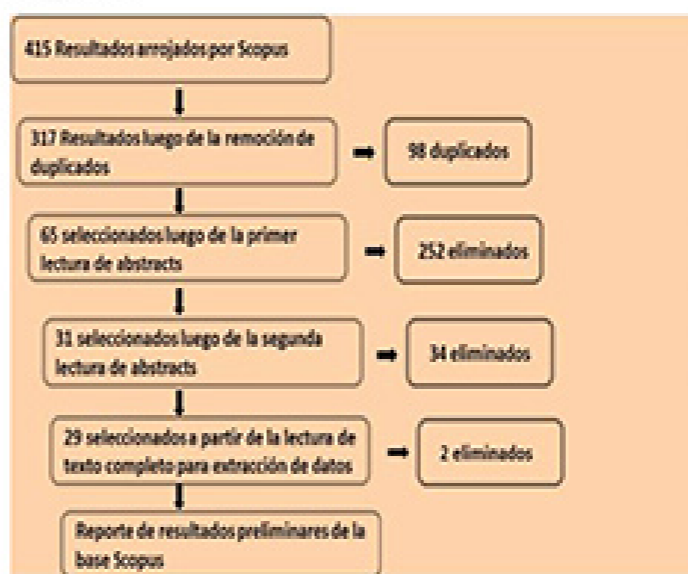 415 Resultados arrojados por Scopus
317 Resultados luego de la remoción de
duplicados
98 duplicados
65 seleccionados luego de la primer
lectura de abstracts
252 eliminados
31 seleccionados luego de la segunda
lectura de abstracts
34 eliminados
29 seleccionados a partir de la lectura de
texto completo para extracción de datos
2 eliminados
Reporte de resultados preliminares de la
base Scopus